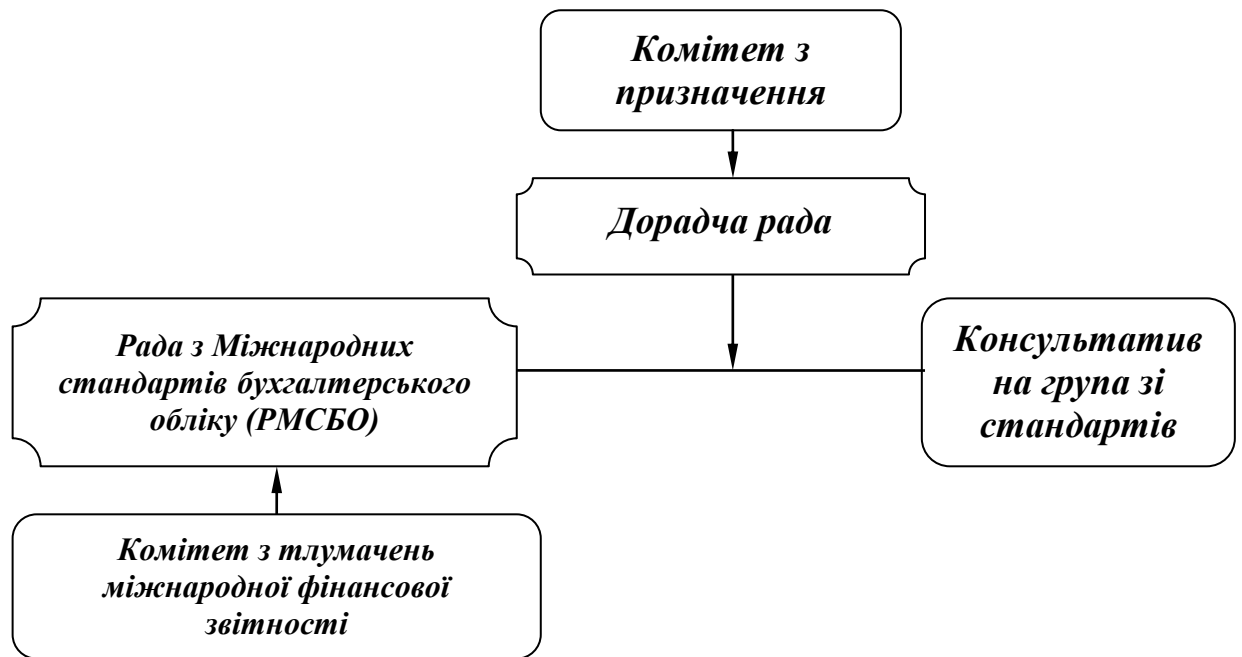 Комітет з
призначення
Дорадча рада
Рада з Міжнародних
стандартів бухгалтерського
обліку (РМСБО)
Консультатив
на група зі
стандартів
Комітет з тлумачень
міжнародної фінансової
звітності